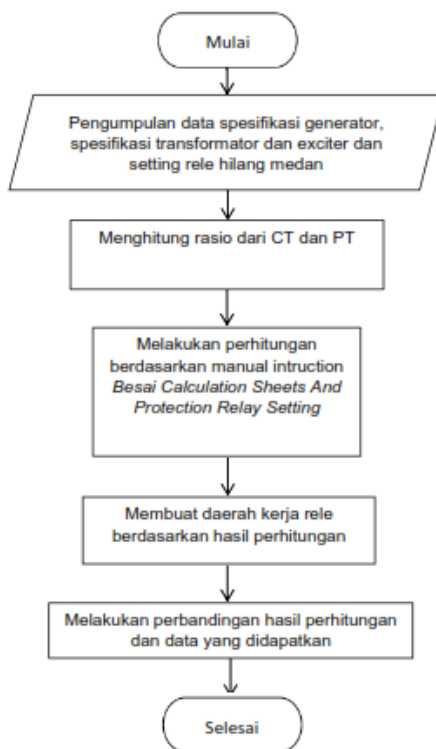 Mulai
Pengumpulan data spesifikasi generator,
spesifikasi transformator dan exciter dan
setting rele hilang medan
Menghitung rasio dari CT dan PT
Melakukan perhitungan
berdasarkan manual intruction
Besai Calculation Sheets And
Protection Relay Setting
Membuat daerah kerja rele
berdasarkan hasil perhitungan
Melakukan perbandingan hasil perhitungan
dan data yang didapatkan
Selesai